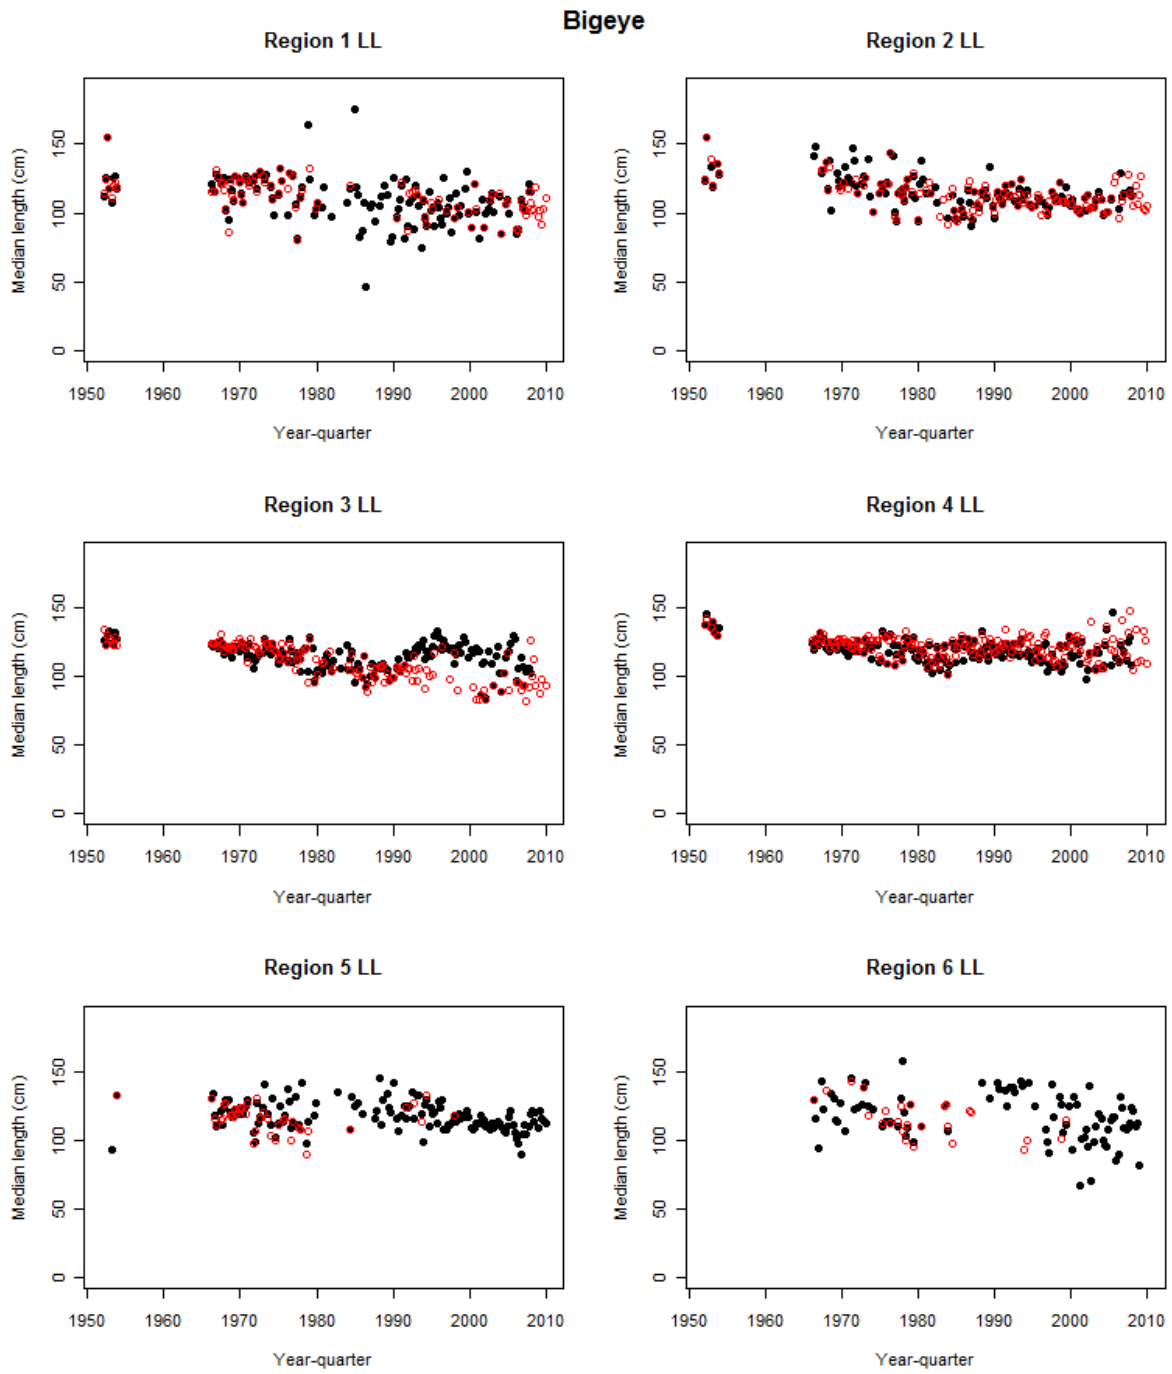 Bigeye
Region 1 LL
Region 2 LL
Median length (cm)
0 50 100 150
1950 1960 1970 1980 1990 2000 2010
Year-quarter
Median length (cm)
0 50 100 150
1950 1960 1970 1980 1990 2000 2010
Year-quarter
Region 3 LL
Region 4 LL
Median length (cm)
0 50 100 150
1950 1960 1970 1980 1990 2000 2010
Year-quarter
Median length (cm)
0 50 100 150
1950 1960 1970 1980 1990 2000 2010
Year-quarter
Region 5 LL
Region 6 LL
Median length (cm)
0 50 100 150
1950 1960 1970 1980 1990 2000 2010
Year-quarter
Median length (cm)
0 50 100 150
1950 1960 1970 1980 1990 2000 2010
Year-quarter